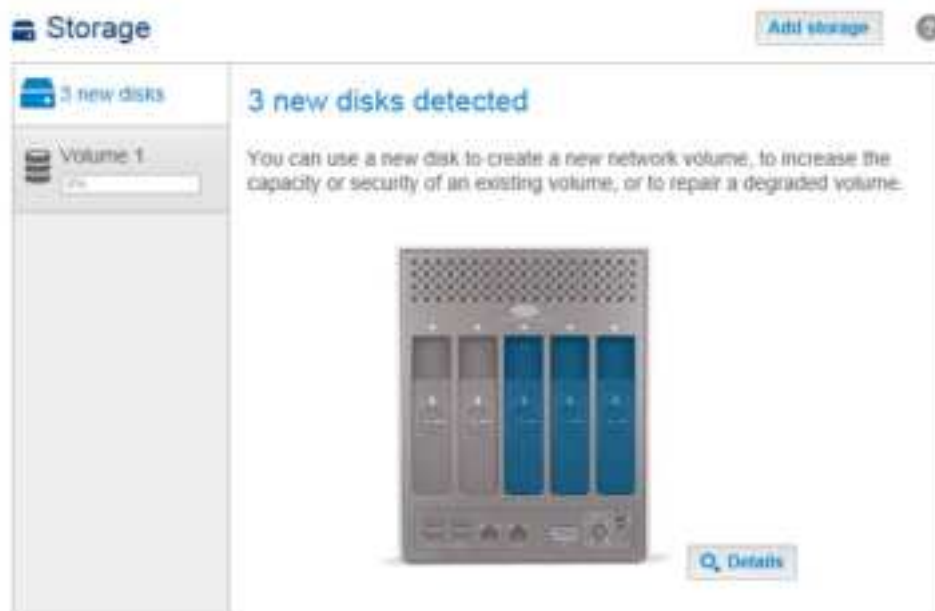 Storage
Add storage
?
3 new disks
Volume 1
3 new disks detected
You can use a new disk to create a new network volume, to increase the
capacity or security of an existing volume, or to repair a degraded volume.
Details